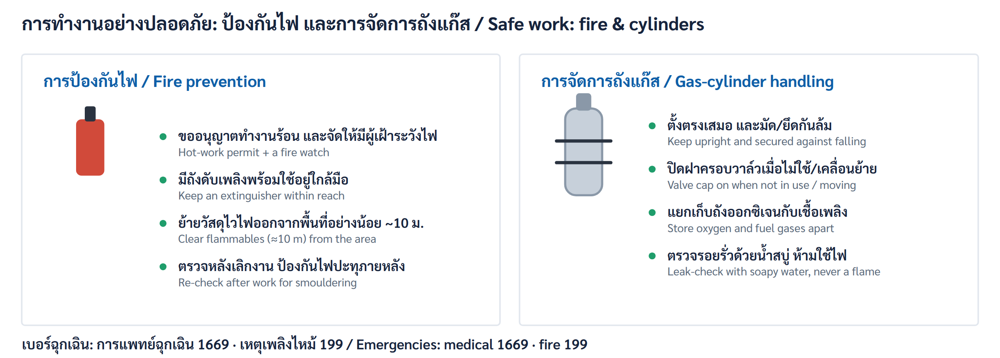 การทำงานอย่างปลอดภัย: ป้องกันไฟ และการจัดการถังแก๊ส / Safe work: fire & cylinders
การป้องกันไฟ / Fire prevention
ขออนุญาตทำงานร้อน และจัดให้มีผู้เฝ้าระวังไฟ
Hot-work permit + a fire watch
มีถังดับเพลิงพร้อมใช้อยู่ใกล้มือ
Keep an extinguisher within reach
ย้ายวัสดุไวไฟออกจากพื้นที่อย่างน้อย ~10 ม.
Clear flammables (≈10 m) from the area
ตรวจหลังเลิกงาน ป้องกันไฟปะทุภายหลัง
Re-check after work for smouldering
การจัดการถังแก๊ส / Gas-cylinder handling
ตั้งตรงเสมอ และมัด/ยึดกันล้ม
Keep upright and secured against falling
ปิดฝาครอบวาล์วเมื่อไม่ใช้/เคลื่อนย้าย
Valve cap on when not in use / moving
แยกเก็บถังออกซิเจนกับเชื้อเพลิง
Store oxygen and fuel gases apart
ตรวจรอยรั่วด้วยน้ำสบู่ ห้ามใช้ไฟ
Leak-check with soapy water, never a flame
เบอร์ฉุกเฉิน: การแพทย์ฉุกเฉิน 1669 · เหตุเพลิงไหม้ 199 / Emergencies: medical 1669 · fire 199